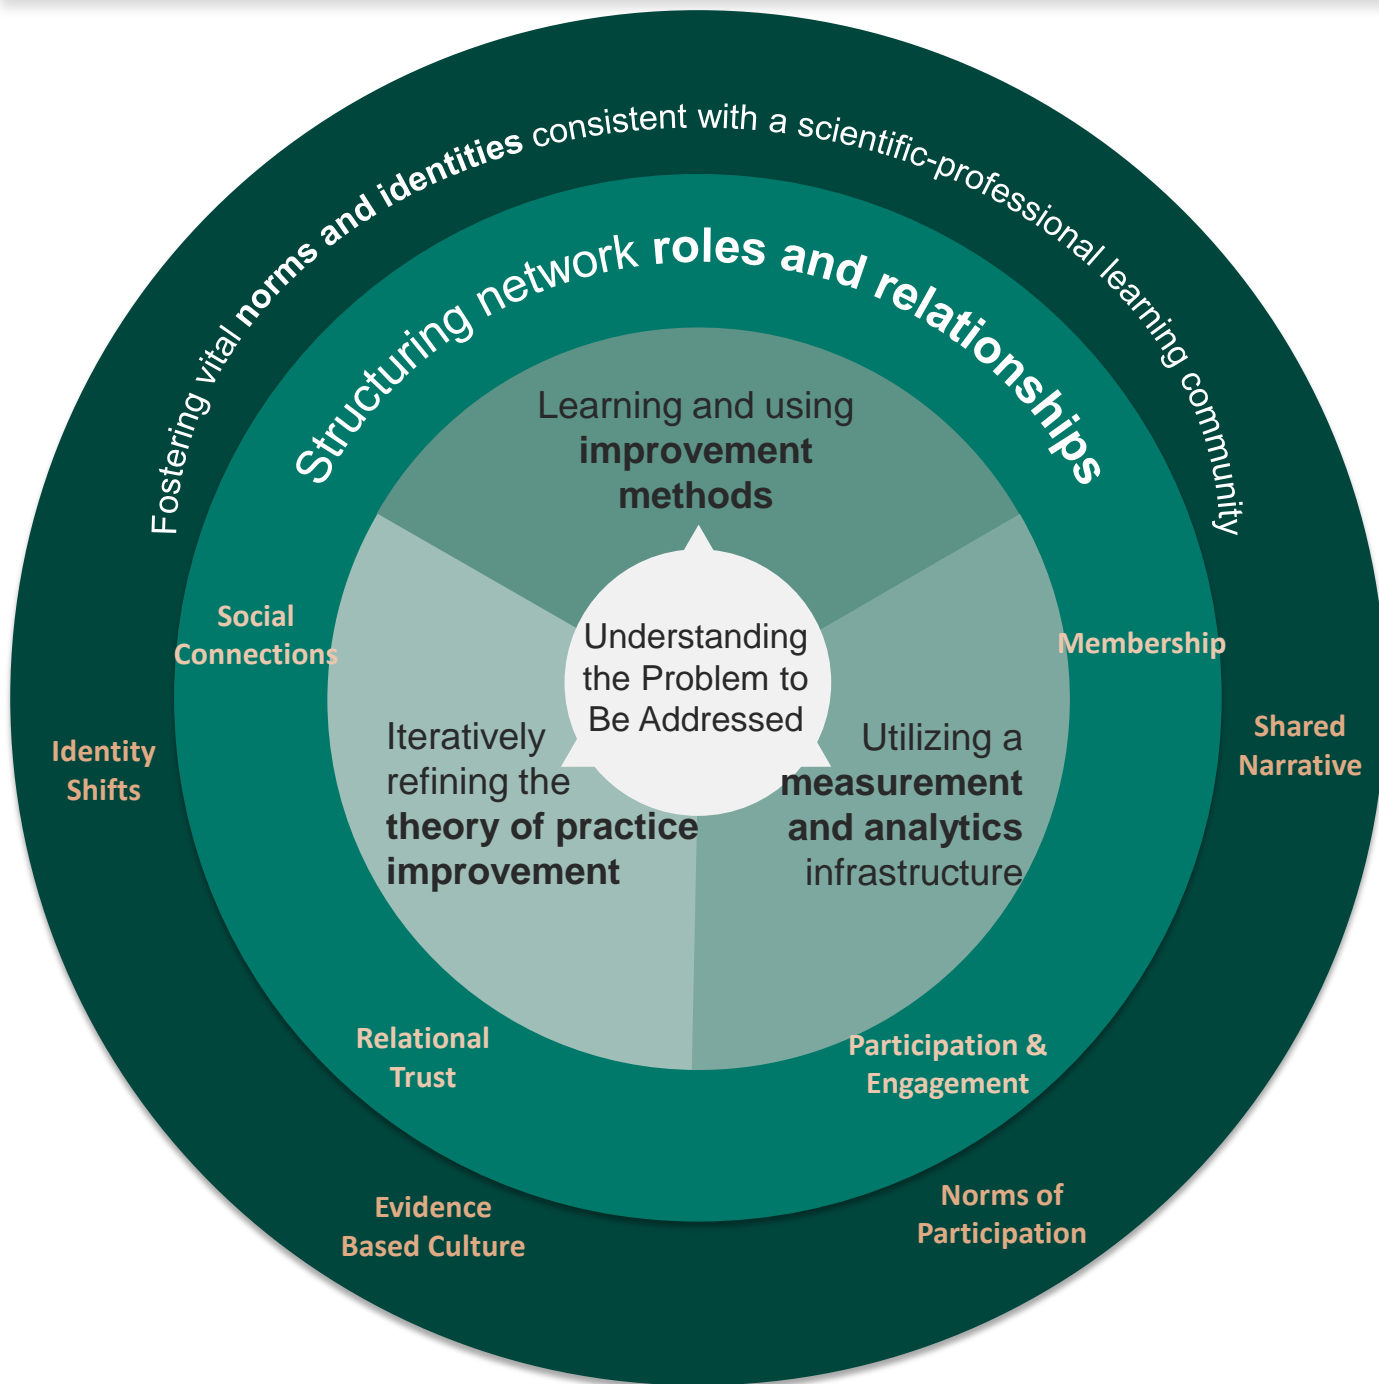 Fostering vital norms and identities consistent with a scientific-professional learning community
Structuring network roles and relationships
Learning and using
improvement
methods
Understanding
the Problem to
Be Addressed
Iteratively
refining the
theory of practice
improvement
Utilizing a
measurement
and analytics
infrastructure
Social
Connections
Membership
Identity
Shifts
Shared
Narrative
Relational
Trust
Participation &
Engagement
Evidence
Based Culture
Norms of
Participation